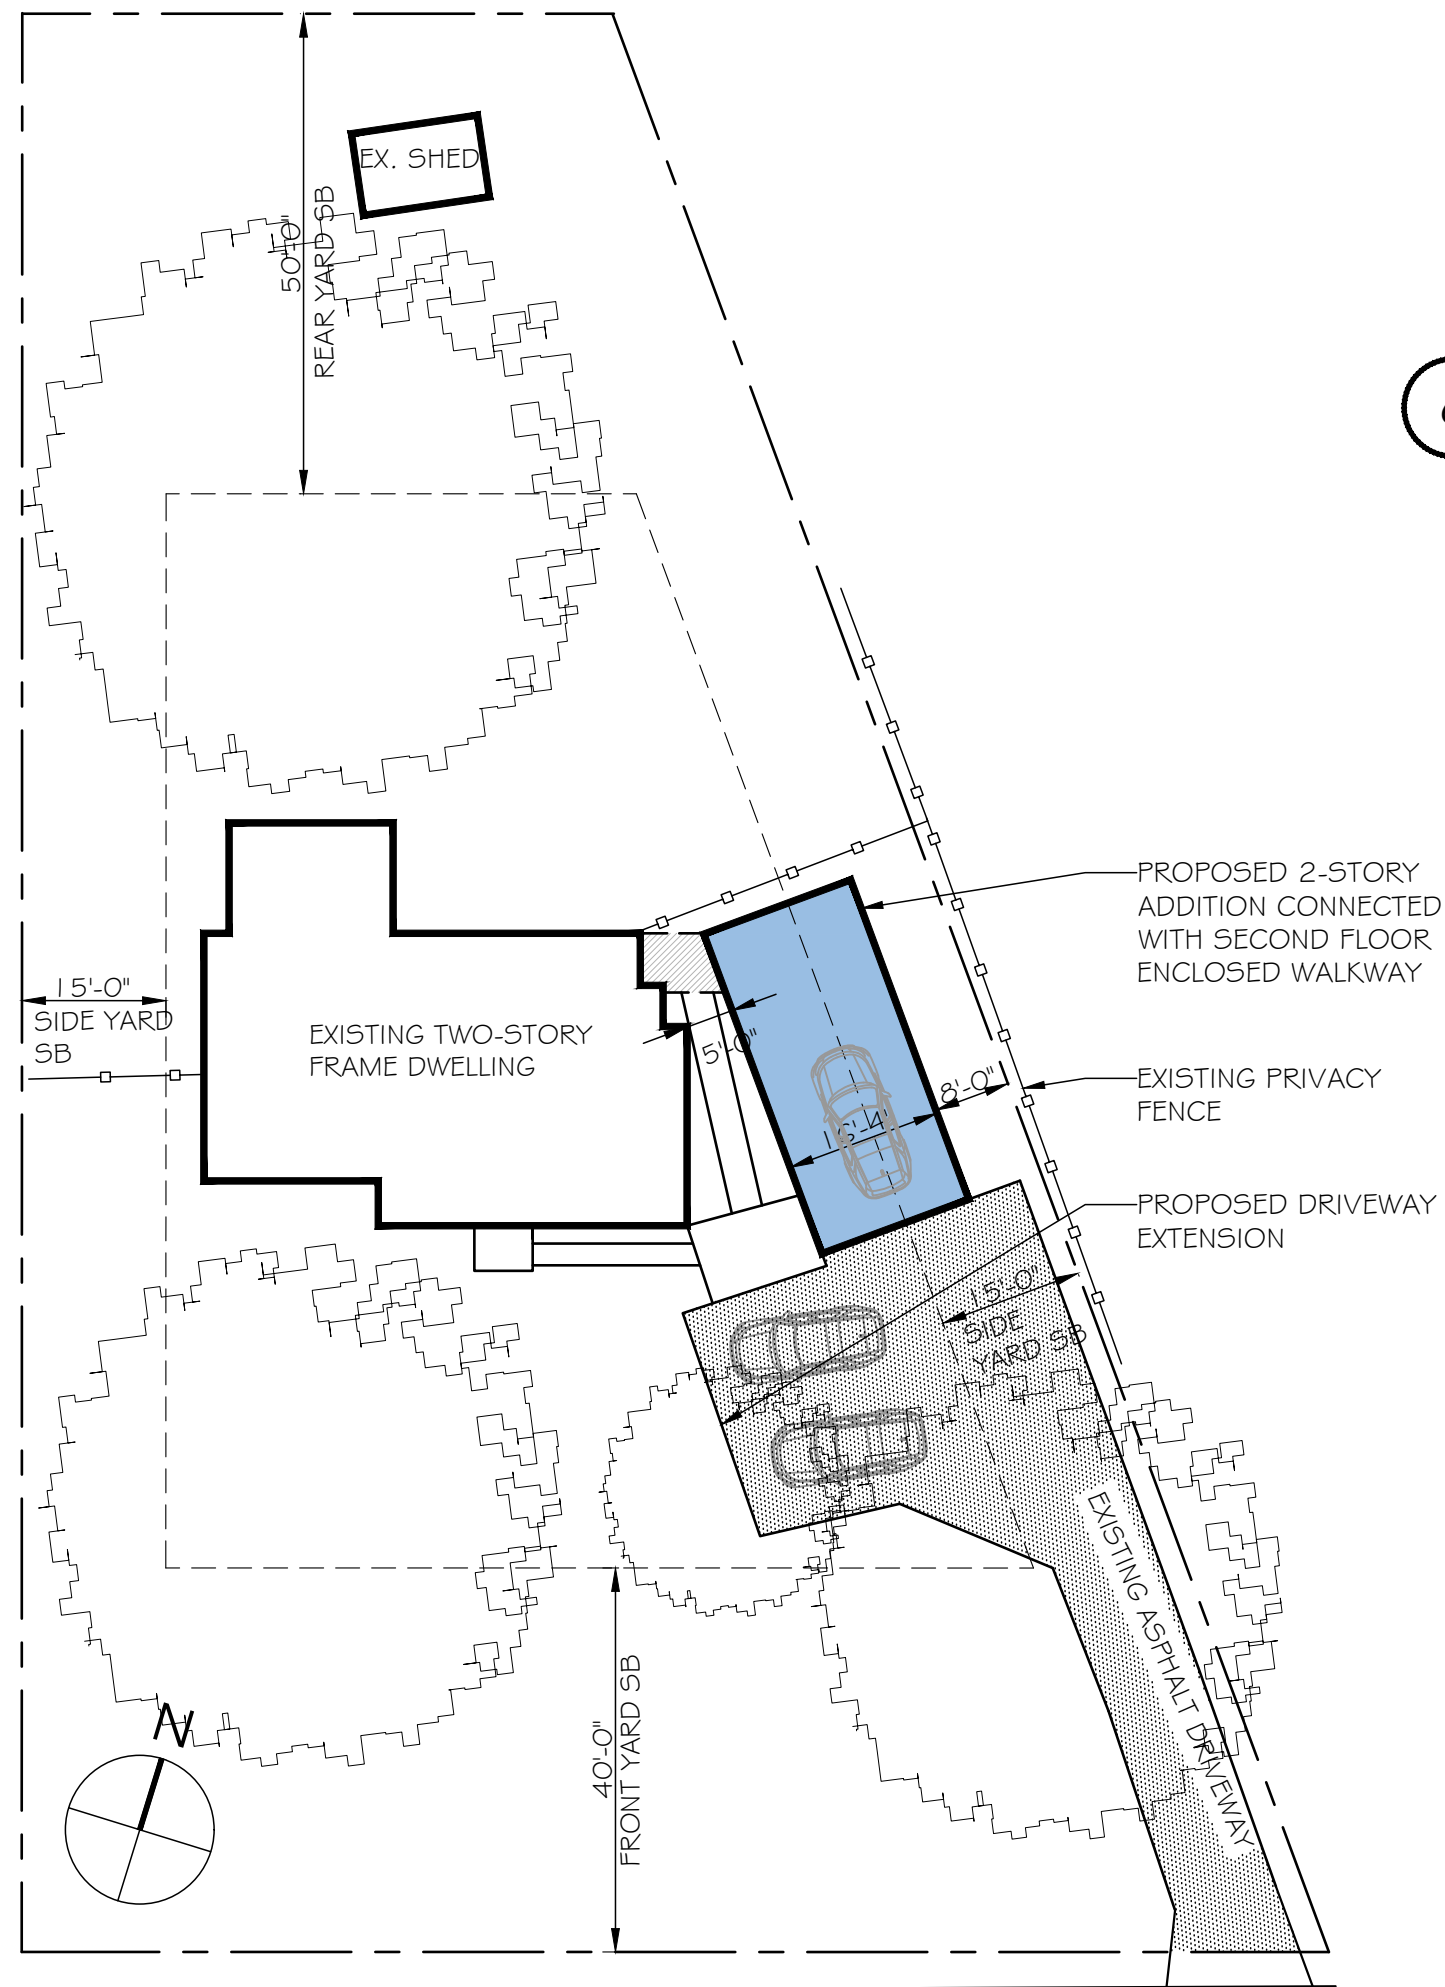 EX. SHED
50'-0"
REAR YARD SB
PROPOSED 2-STORY
ADDITION CONNECTED
WITH SECOND FLOOR
ENCLOSED WALKWAY
15'-0"
SIDE YARD
SB
EXISTING TWO-STORY
FRAME DWELLING
5'-0"
8'-0"
16'-4"
EXISTING PRIVACY
FENCE
PROPOSED DRIVEWAY
EXTENSION
15'-0"
SIDE
YARD SB
EXISTING ASPHALT DRIVEWAY
40'-0"
FRONT YARD SB
N